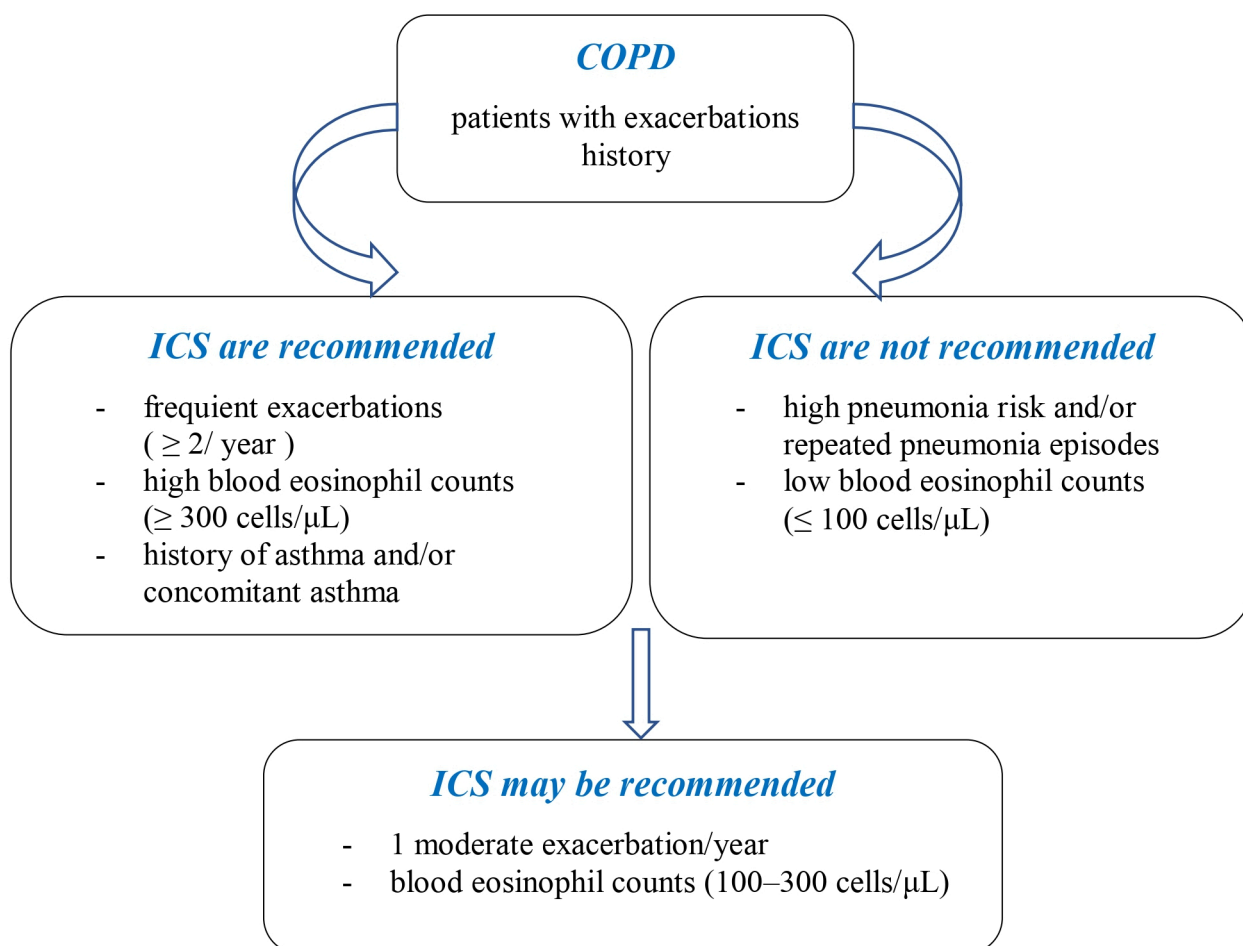 COPD
patients with exacerbations
history
ICS are recommended
- frequent exacerbations
( ≥ 2/ year )
- high blood eosinophil counts
(≥ 300 cells/μL)
- history of asthma and/or
concomitant asthma
ICS are not recommended
- high pneumonia risk and/or
repeated pneumonia episodes
- low blood eosinophil counts
(≤ 100 cells/μL)
ICS may be recommended
- 1 moderate exacerbation/year
- blood eosinophil counts (100–300 cells/μL)